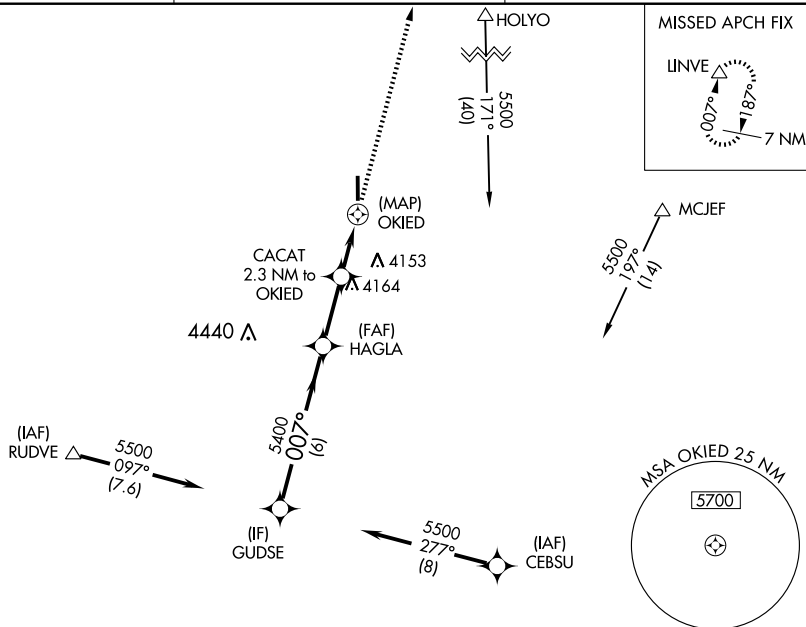 HOLYO
5500
171°
(40)
MISSED APCH FIX
LINVE
007°
187°
7 NM
(MAP)
OKIED
MCJEF
5500
197°
(14)
CACAT
2.3 NM to
OKIED
4153
4164
4440
(FAF)
HAGLA
5400
007°
(6)
(IAF)
RUDVE
5500
097°
(7.6)
(IF)
GUDSE
5500
277°
(8)
(IAF)
CEBSU
MSA OKIED 25 NM
5700